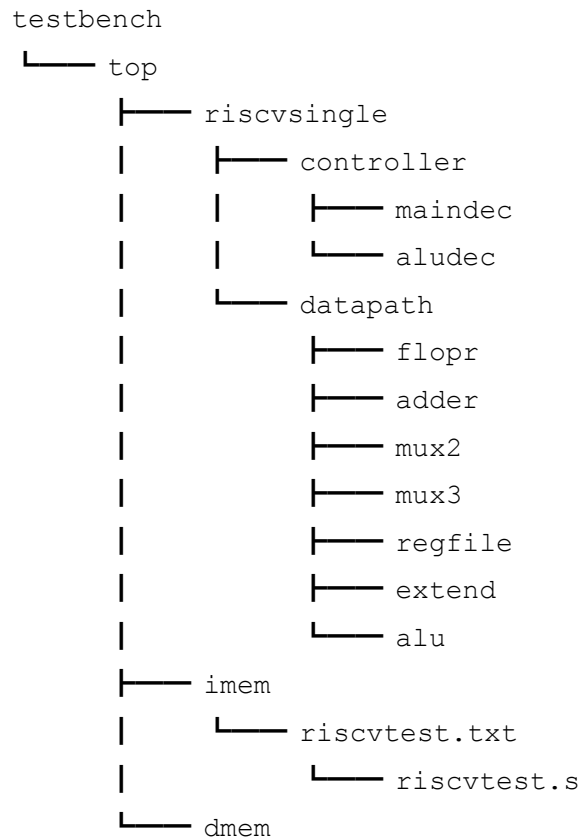 testbench
top
riscvsingle
controller
maindec
aludec
datapath
flopr
adder
mux2
mux3
regfile
extend
alu
imem
riscvtest.txt
riscvtest.s
dmem